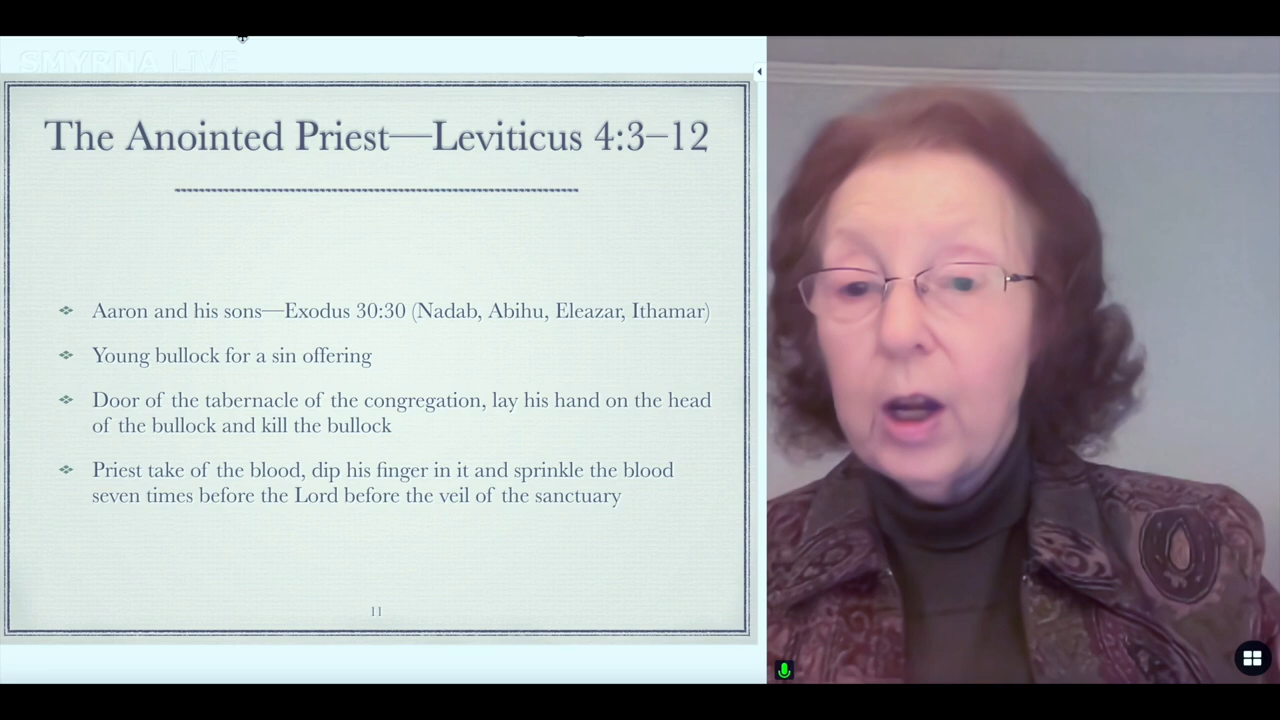 SMYRNA LIVE
The Anointed Priest—Leviticus 4:3–12
Aaron and his sons—Exodus 30:30 (Nadab, Abihu, Eleazar, Ithamar)
Young bullock for a sin offering
Door of the tabernacle of the congregation, lay his hand on the head
of the bullock and kill the bullock
Priest take of the blood, dip his finger in it and sprinkle the blood
seven times before the Lord before the veil of the sanctuary
11